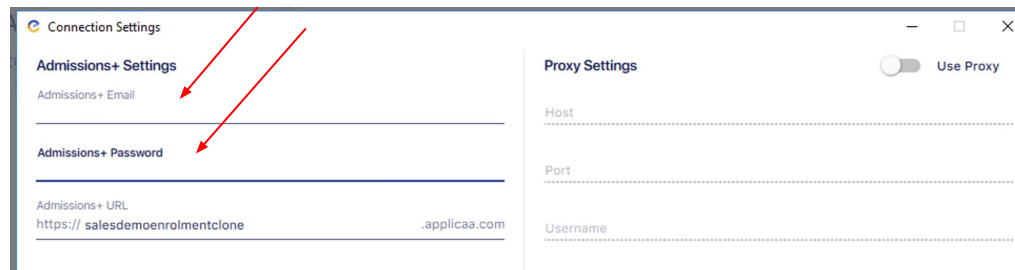 Connection Settings
Admissions+ Settings
Admissions+ Email
Admissions+ Password
Admissions+ URL
https:// salesdemoenrolmentclone .applicaa.com
Proxy Settings
Use Proxy
Host
Port
Username